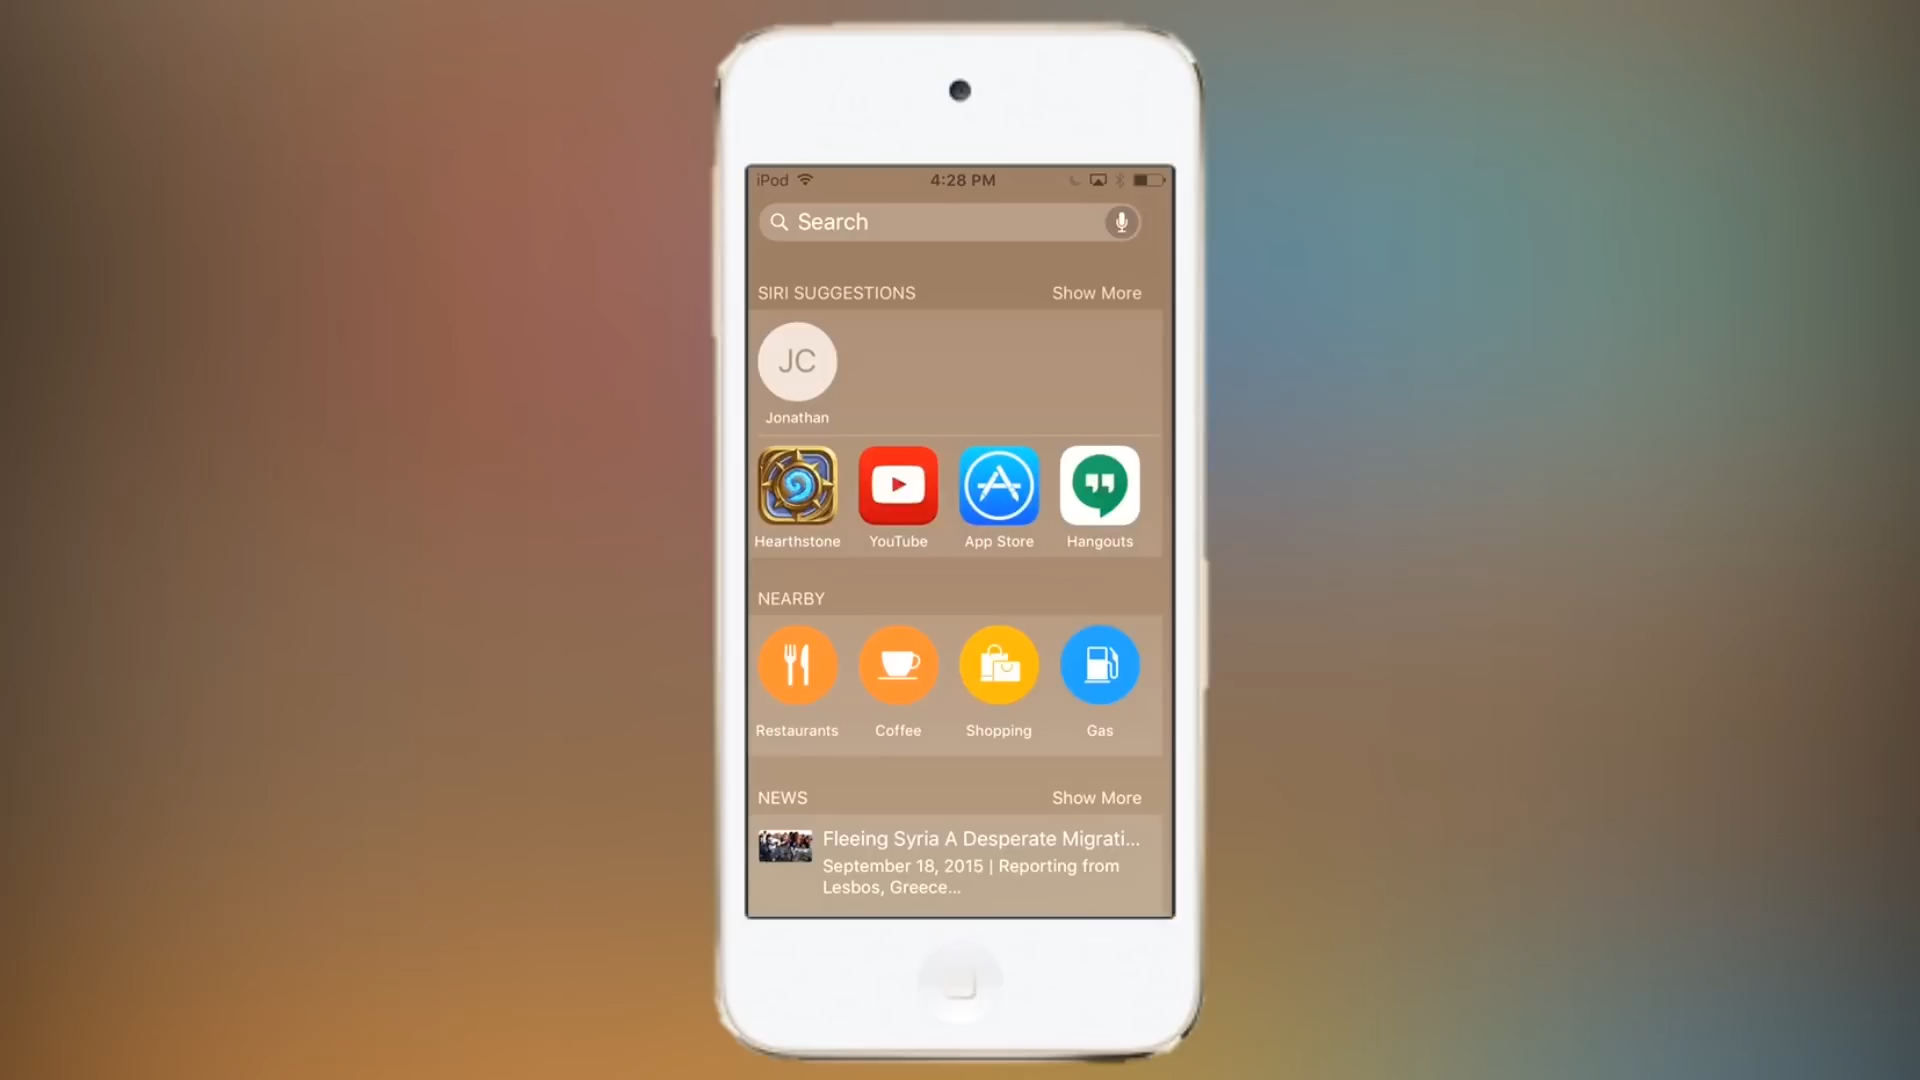 iPod 4:28 PM
Search
SIRI SUGGESTIONS Show More
JC
Jonathan
Hearthstone YouTube App Store Hangouts
NEARBY
Restaurants Coffee Shopping Gas
NEWS Show More
Fleeing Syria A Desperate Migrati...
September 18, 2015 | Reporting from
Lesbos, Greece...